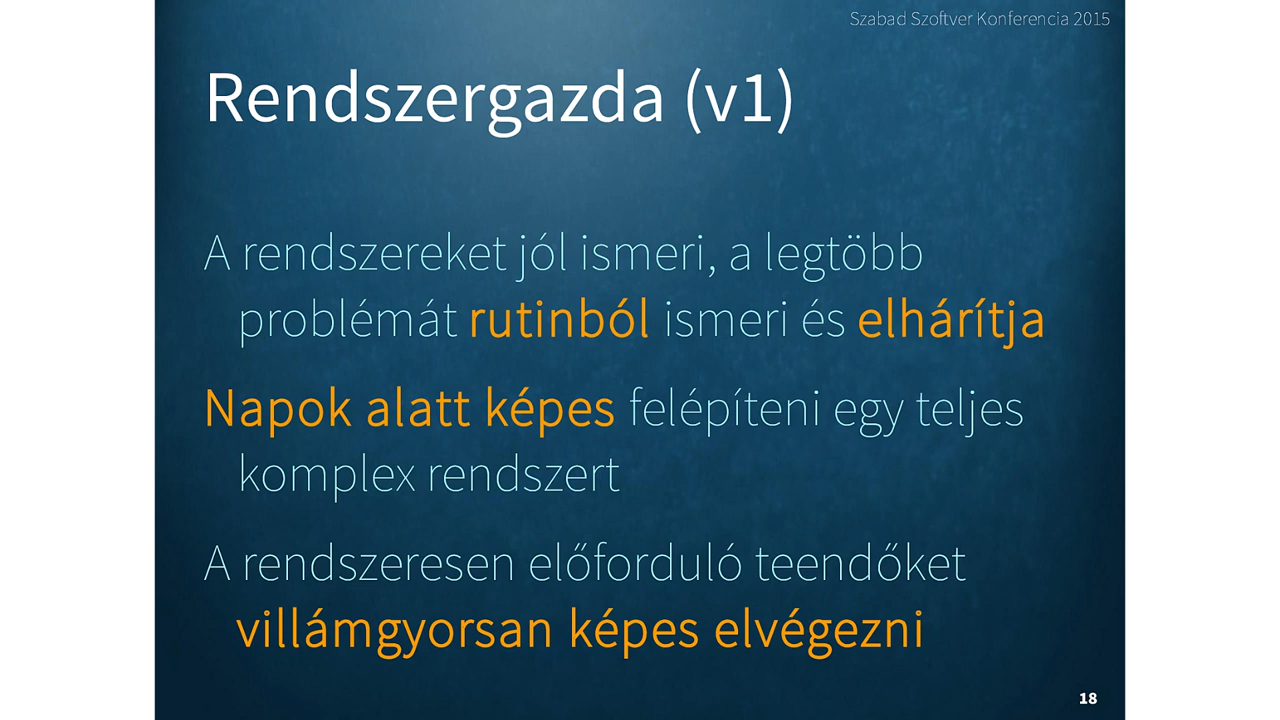 Szabad Szoftver Konferencia 2015
Rendszergazda (v1)
A rendszereket jól ismeri, a legtöbb
problémát rutinból ismeri és elhárítja
Napok alatt képes felépíteni egy teljes
komplex rendszert
A rendszeresen előforduló teendőket
villámgyorsan képes elvégezni
18